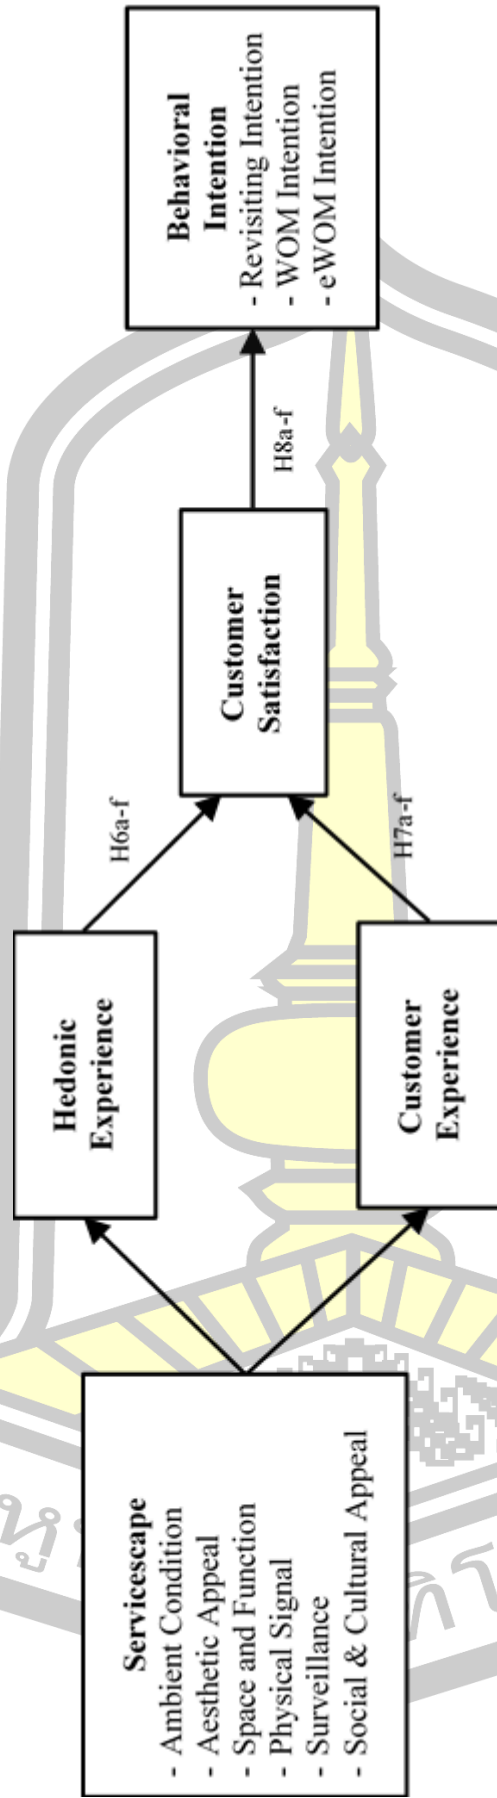 Servicescape
- Ambient Condition
- Aesthetic Appeal
- Space and Function
- Physical Signal
- Surveillance
- Social & Cultural Appeal
Hedonic
Experience
Customer
Experience
H6a-f
H7a-f
Customer
Satisfaction
H8a-f
Behavioral
Intention
- Revisiting Intention
- WOM Intention
- eWOM Intention